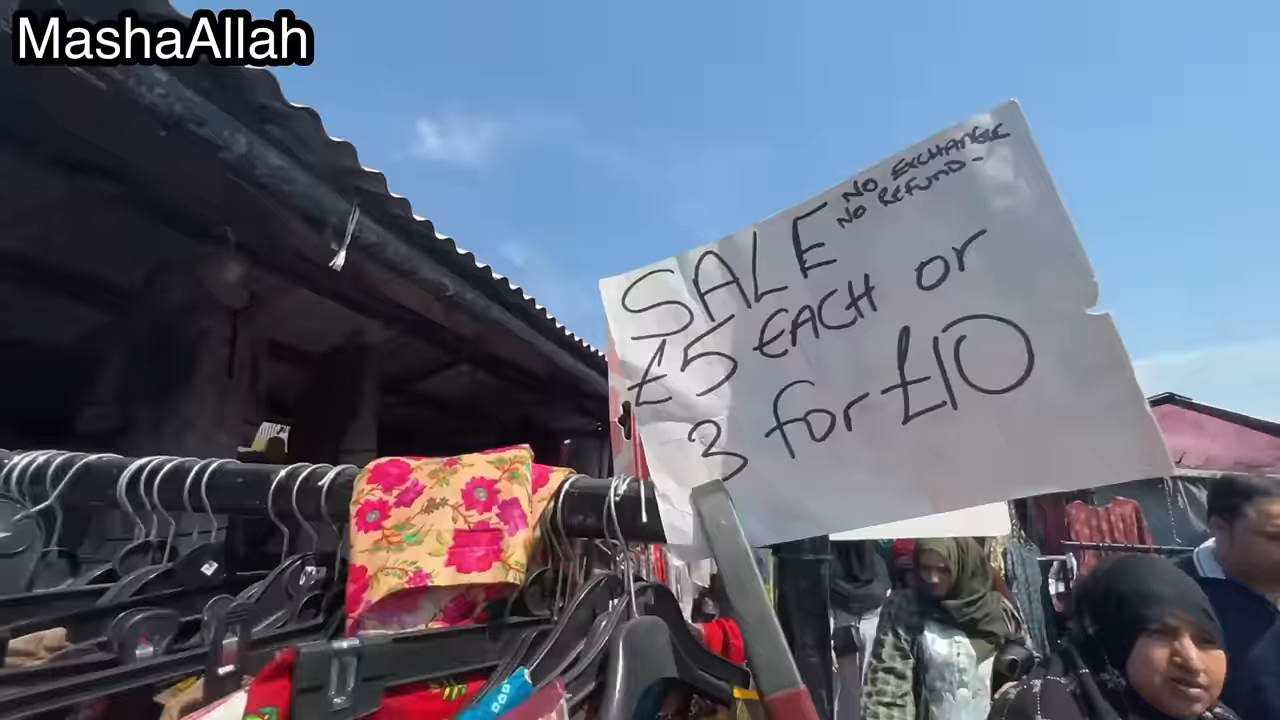 MashaAllah
NO EXCHANGE
NO REFUND-
SALE
£5 EACH or
3 for £10